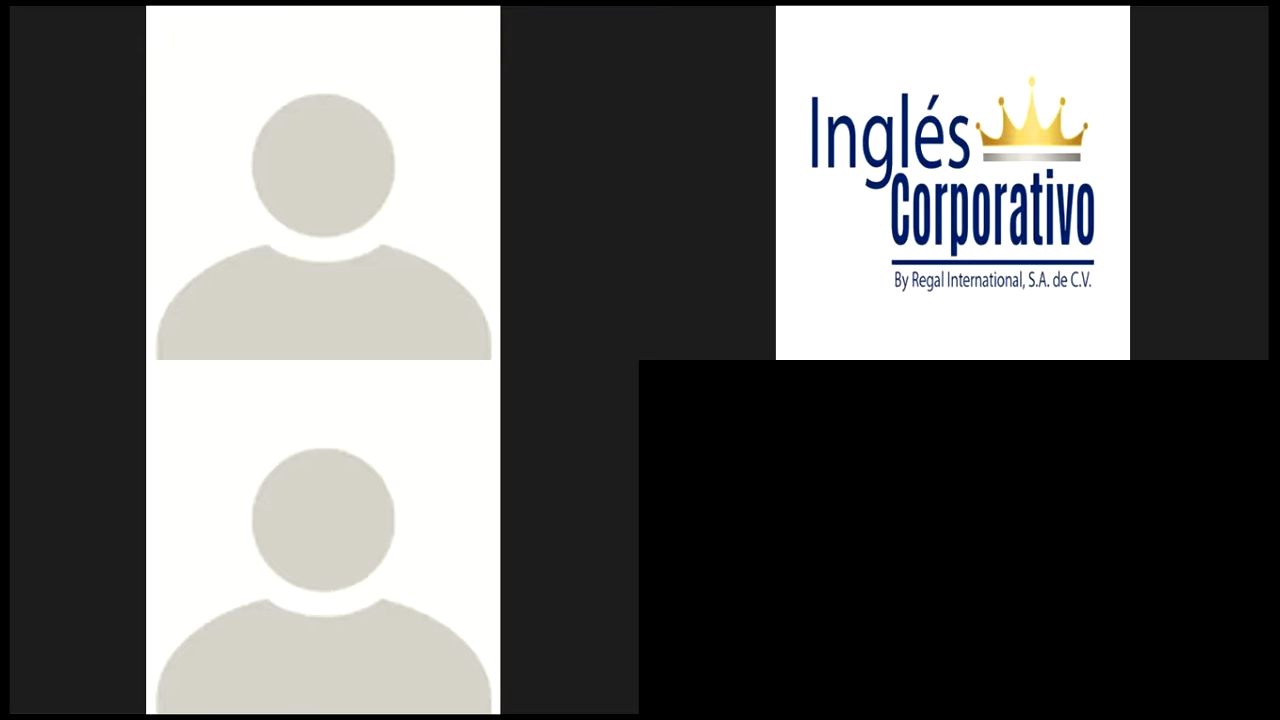 Inglés
Corporativo
By Regal International, S.A. de C.V.